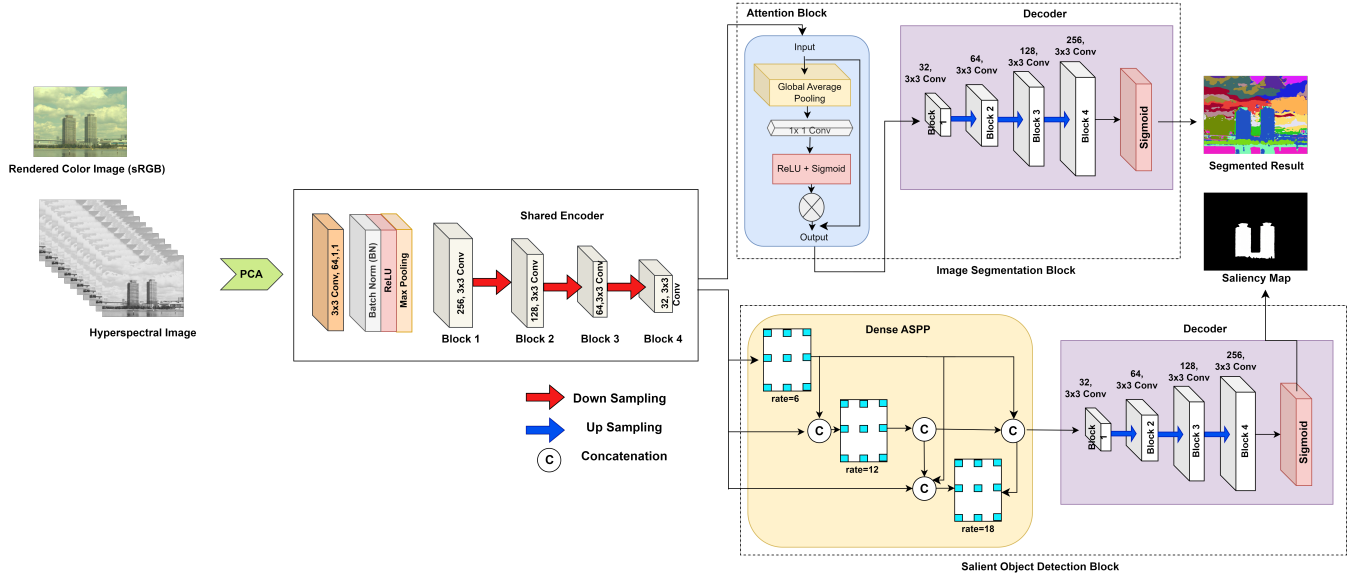 Rendered Color Image (sRGB)
Hyperspectral Image
PCA
Shared Encoder
3x3 Conv, 64,1,1
Batch Norm (BN)
ReLU
Max Pooling
256, 3x3 Conv
128, 3x3 Conv
64,3x3 Conv
32, 3x3
Conv
Block 1
Block 2
Block 3
Block 4
Down Sampling
Up Sampling
C
Concatenation
Attention Block
Input
Global Average
Pooling
1x 1 Conv
ReLU + Sigmoid
Output
Decoder
32,
3x3 Conv
64,
3x3 Conv
128,
3x3 Conv
256,
3x3 Conv
Block
1
Block 2
Block 3
Block 4
Sigmoid
Image Segmentation Block
Segmented Result
Saliency Map
Dense ASPP
rate=6
C
rate=12
C
C
C
rate=18
Decoder
32,
3x3 Conv
64,
3x3 Conv
128,
3x3 Conv
256,
3x3 Conv
Block
1
Block 2
Block 3
Block 4
Sigmoid
Salient Object Detection Block